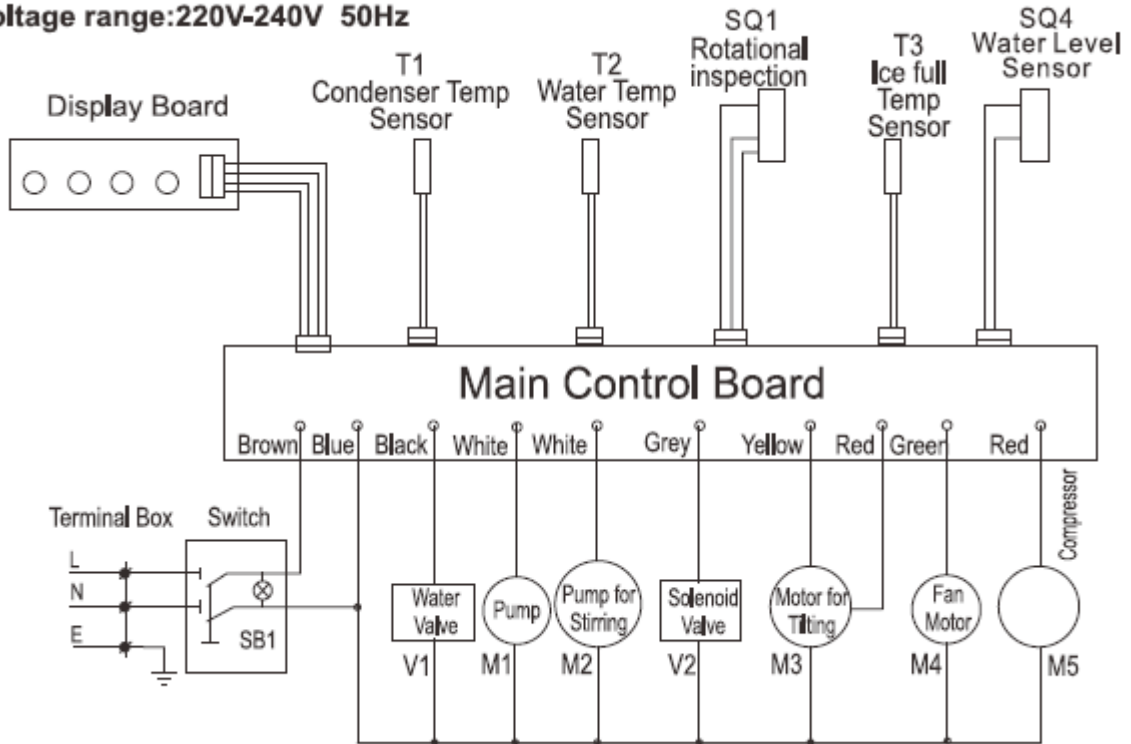 oltage range:220V-240V 50Hz
SQ1
Rotational
inspection
SQ4
Water Level
Sensor
T1
Condenser Temp
Sensor
T2
Water Temp
Sensor
T3
Ice full
Temp
Sensor
Display Board
Main Control Board
Brown Blue Black White White Grey Yellow Red Green Red
Compressor
Terminal Box Switch
L
N
E
SB1
Water
Valve
V1
Pump
M1
Pump for
Stirring
M2
Solenoid
Valve
V2
Motor for
Tilting
M3
Fan
Motor
M4
M5